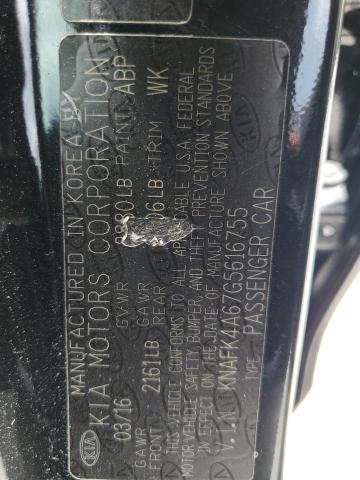 MANUFACTURED IN KOREA BY
KIA MOTORS CORPORATION
03/16 GVWR LB PAINT ABP
GAWR GAWR
FRONT 2161LB REAR LB TRIM WK
THIS VEHICLE CONFORMS TO ALL APPLICABLE U.S.A. FEDERAL
MOTOR VEHICLE SAFETY, BUMPER, AND THEFT PREVENTION STANDARDS
IN EFFECT ON THE DATE OF MANUFACTURE SHOWN ABOVE.
V.I.N. KNAFK4A67G5616755
TYPE PASSENGER CAR
KIA